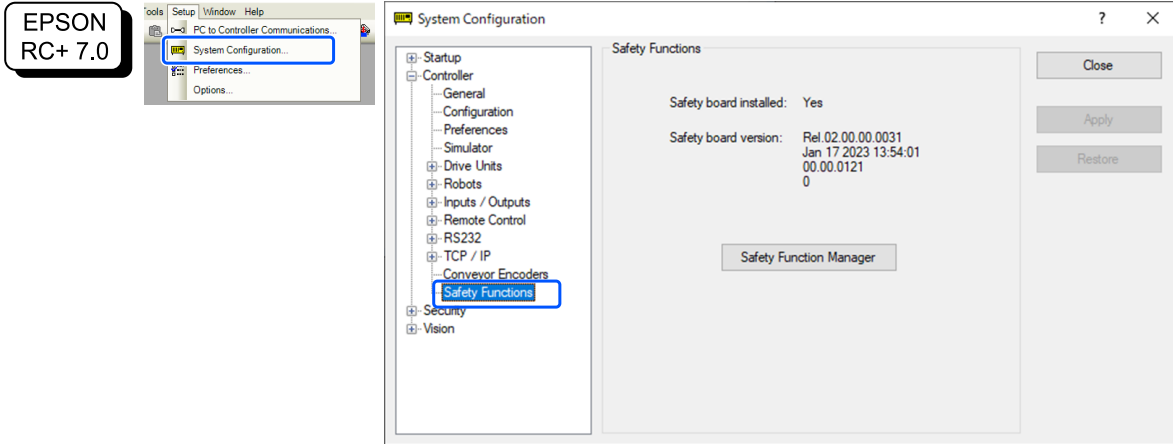 EPSON
RC+ 7.0
ools Setup Window Help
PC to Controller Communications...
System Configuration...
Preferences...
Options...
System Configuration
?
Startup
Controller
General
Configuration
Preferences
Simulator
Drive Units
Robots
Inputs / Outputs
Remote Control
RS232
TCP / IP
Conveyor Encoders
Safety Functions
Security
Vision
Safety Functions
Safety board installed: Yes
Safety board version: Rel.02.00.00.0031
Jan 17 2023 13:54:01
00.00.0121
0
Safety Function Manager
Close
Apply
Restore